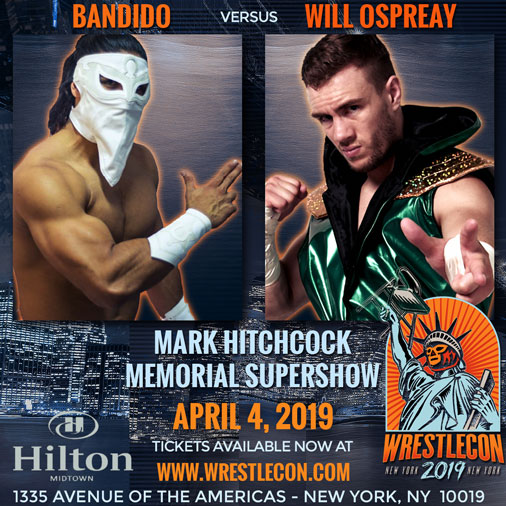 BANDIDO VERSUS WILL OSPREAY
MARK HITCHCOCK
MEMORIAL SUPERSHOW
APRIL 4, 2019
TICKETS AVAILABLE NOW AT
WWW.WRESTLECON.COM
H
Hilton
MIDTOWN
WRESTLECON
NEW YORK 2019 NEW YORK
1335 AVENUE OF THE AMERICAS - NEW YORK, NY 10019